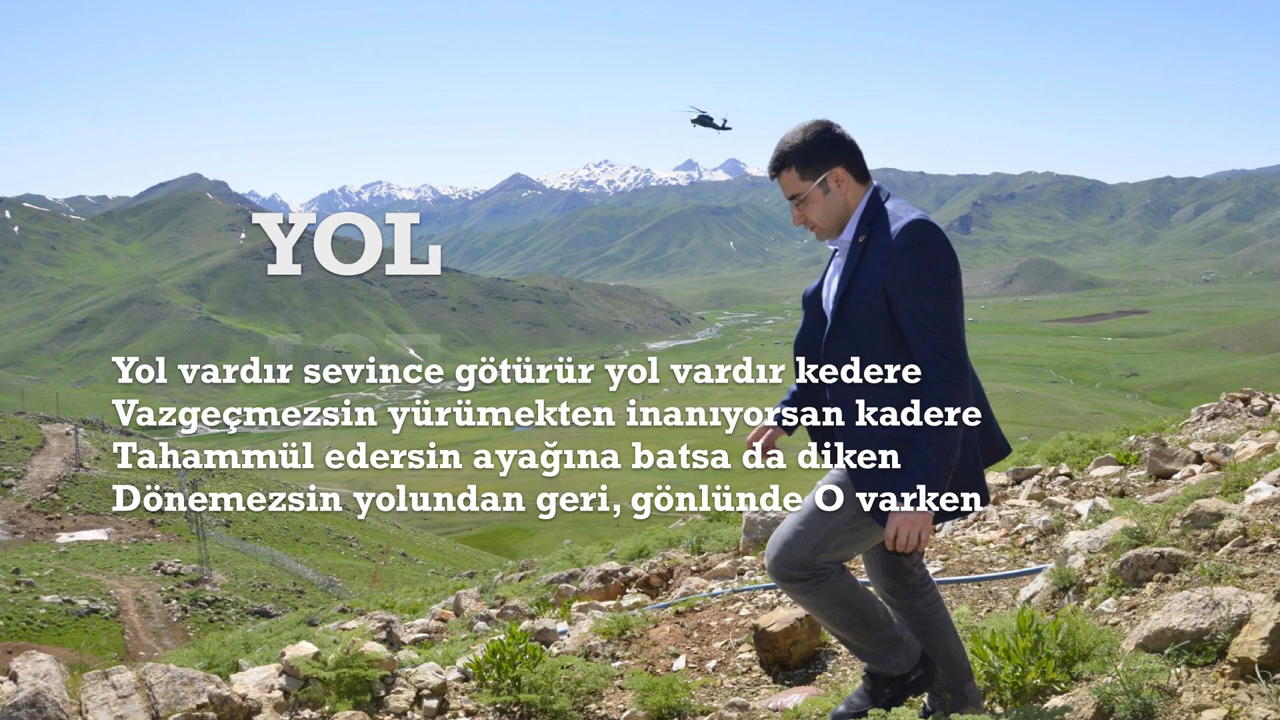 YOL
Yol vardır sevince götürür yol vardır kedere
Vazgeçmezsin yürümekten inanıyorsan kadere
Tahammül edersin ayağına batsa da diken
Dönemezsin yolundan geri, gönlünde O varken